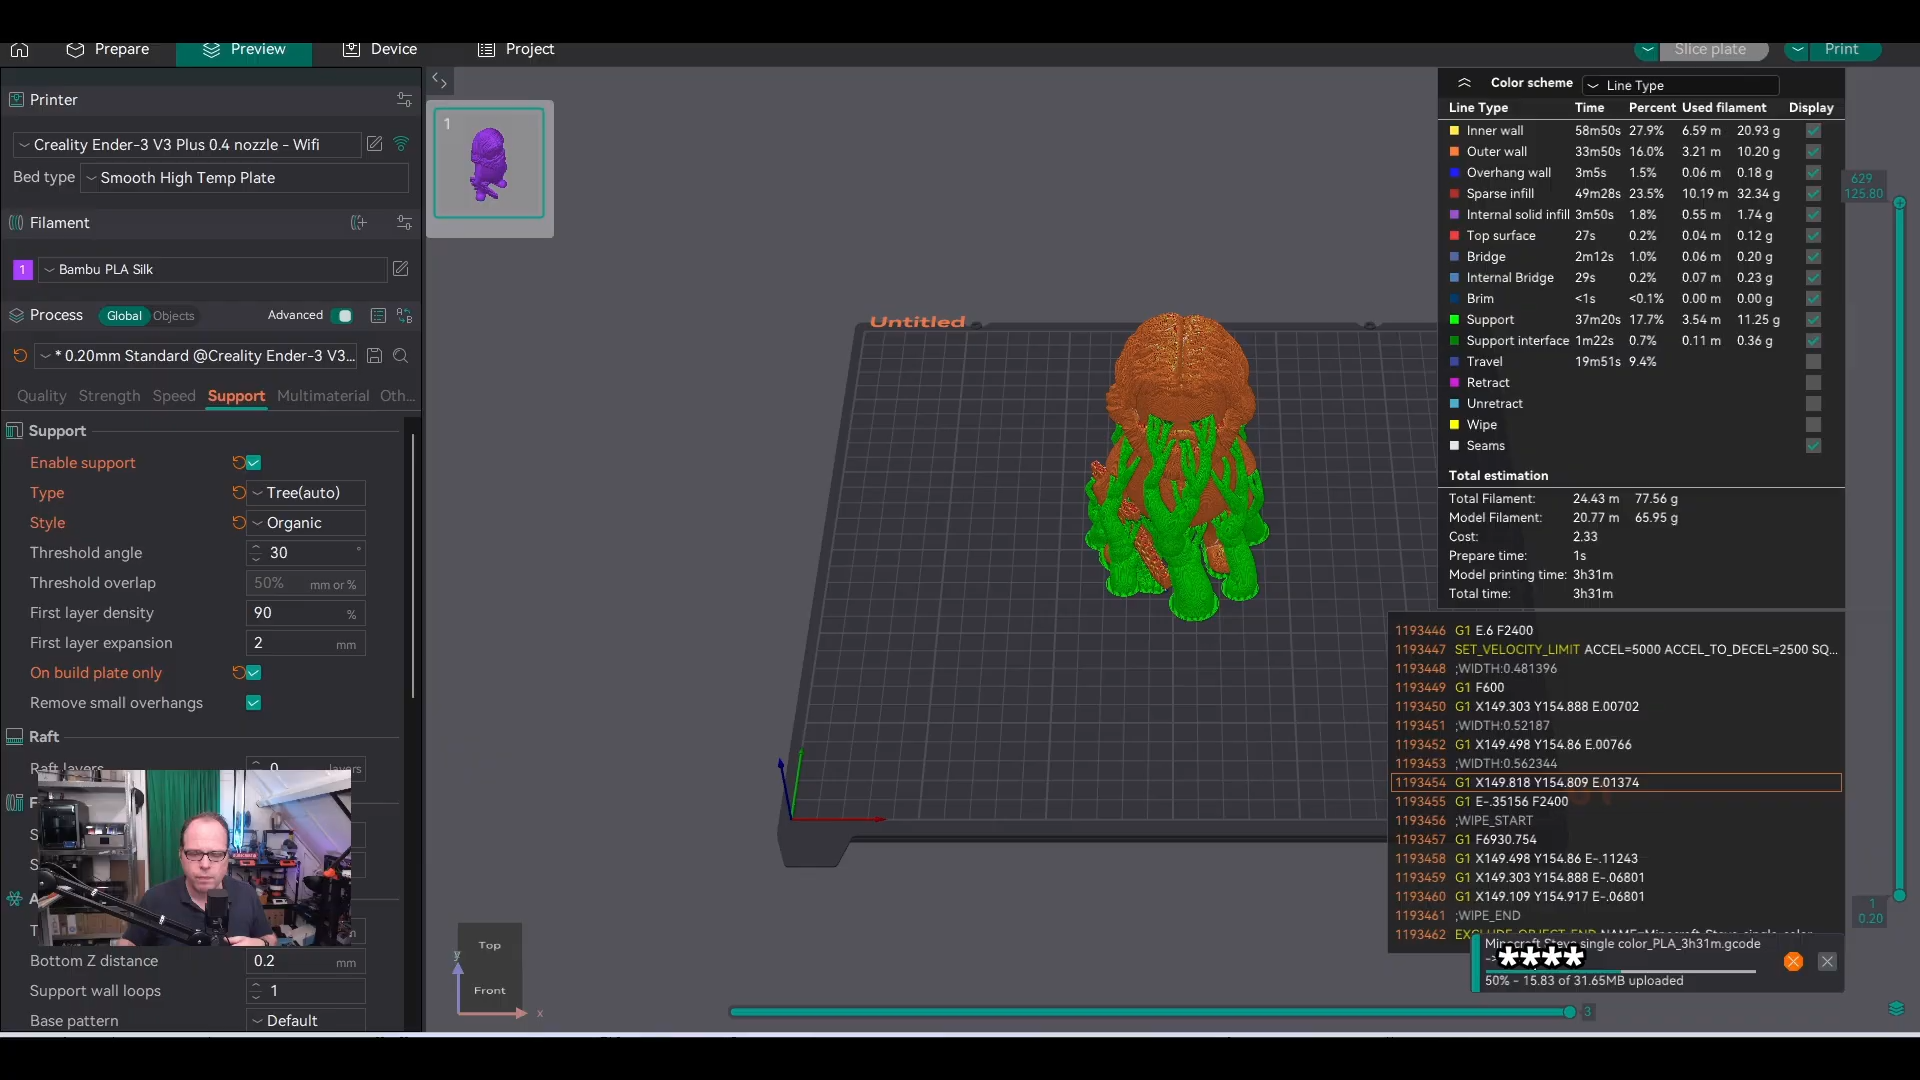 Prepare
Preview
Device
Project
Slice plate
Print
Printer
Creality Ender-3 V3 Plus 0.4 nozzle - Wifi
Bed type
Smooth High Temp Plate
Filament
1
Bambu PLA Silk
Process
Global
Objects
Advanced
* 0.20mm Standard @Creality Ender-3 V3...
Quality
Strength
Speed
Support
Multimaterial
Oth...
Support
Enable support
Type
Tree(auto)
Style
Organic
Threshold angle
30
°
Threshold overlap
50%
mm or %
First layer density
90
%
First layer expansion
2
mm
On build plate only
Remove small overhangs
Raft
Raft layers
0
layers
Bottom Z distance
0.2
mm
Support wall loops
1
Base pattern
Default
1
Untitled
Top
Front
y
x
3
Color scheme
Line Type
Line Type Time Percent Used filament Display
Inner wall 58m50s 27.9% 6.59 m 20.93 g
Outer wall 33m50s 16.0% 3.21 m 10.20 g
Overhang wall 3m5s 1.5% 0.06 m 0.18 g
Sparse infill 49m28s 23.5% 10.19 m 32.34 g
Internal solid infill 3m50s 1.8% 0.55 m 1.74 g
Top surface 27s 0.2% 0.04 m 0.12 g
Bridge 2m12s 1.0% 0.06 m 0.20 g
Internal Bridge 29s 0.2% 0.07 m 0.23 g
Brim <1s <0.1% 0.00 m 0.00 g
Support 37m20s 17.7% 3.54 m 11.25 g
Support interface 1m22s 0.7% 0.11 m 0.36 g
Travel 19m51s 9.4%
Retract
Unretract
Wipe
Seams
Total estimation
Total Filament: 24.43 m 77.56 g
Model Filament: 20.77 m 65.95 g
Cost: 2.33
Prepare time: 1s
Model printing time: 3h31m
Total time: 3h31m
629
125.80
1193446 G1 E.6 F2400
1193447 SET_VELOCITY_LIMIT ACCEL=5000 ACCEL_TO_DECEL=2500 SQ...
1193448 ;WIDTH:0.481396
1193449 G1 F600
1193450 G1 X149.303 Y154.888 E.00702
1193451 ;WIDTH:0.52187
1193452 G1 X149.498 Y154.86 E.00766
1193453 ;WIDTH:0.562344
1193454 G1 X149.818 Y154.809 E.01374
1193455 G1 E-.35156 F2400
1193456 ;WIPE_START
1193457 G1 F6930.754
1193458 G1 X149.498 Y154.86 E-.11243
1193459 G1 X149.303 Y154.888 E-.06801
1193460 G1 X149.109 Y154.917 E-.06801
1193461 ;WIPE_END
1193462
1
0.20
Minecraft Steve single color_PLA_3h31m.gcode
-> ****
50% - 15.83 of 31.65MB uploaded